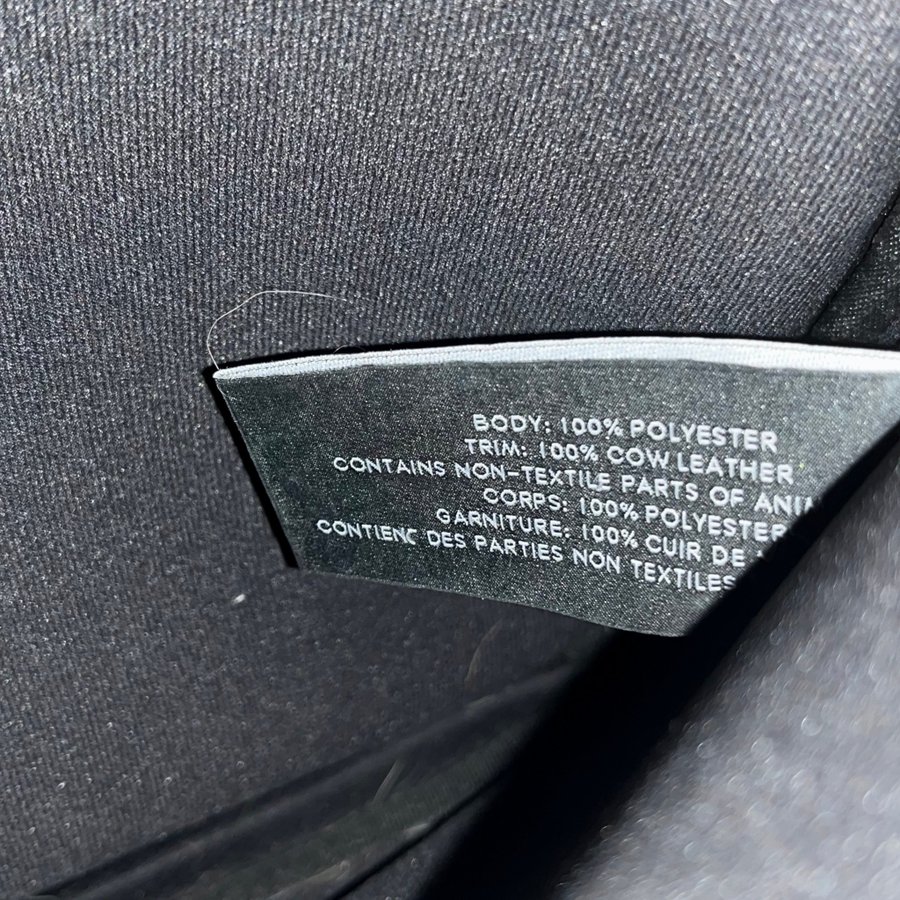 BODY: 100% POLYESTER
TRIM: 100% COW LEATHER
CONTAINS NON-TEXTILE PARTS OF
CORPS: 100% POLYESTER
GARNITURE: 100% CUIR DE
CONTIENC DES PARTIES NON TEXTILES